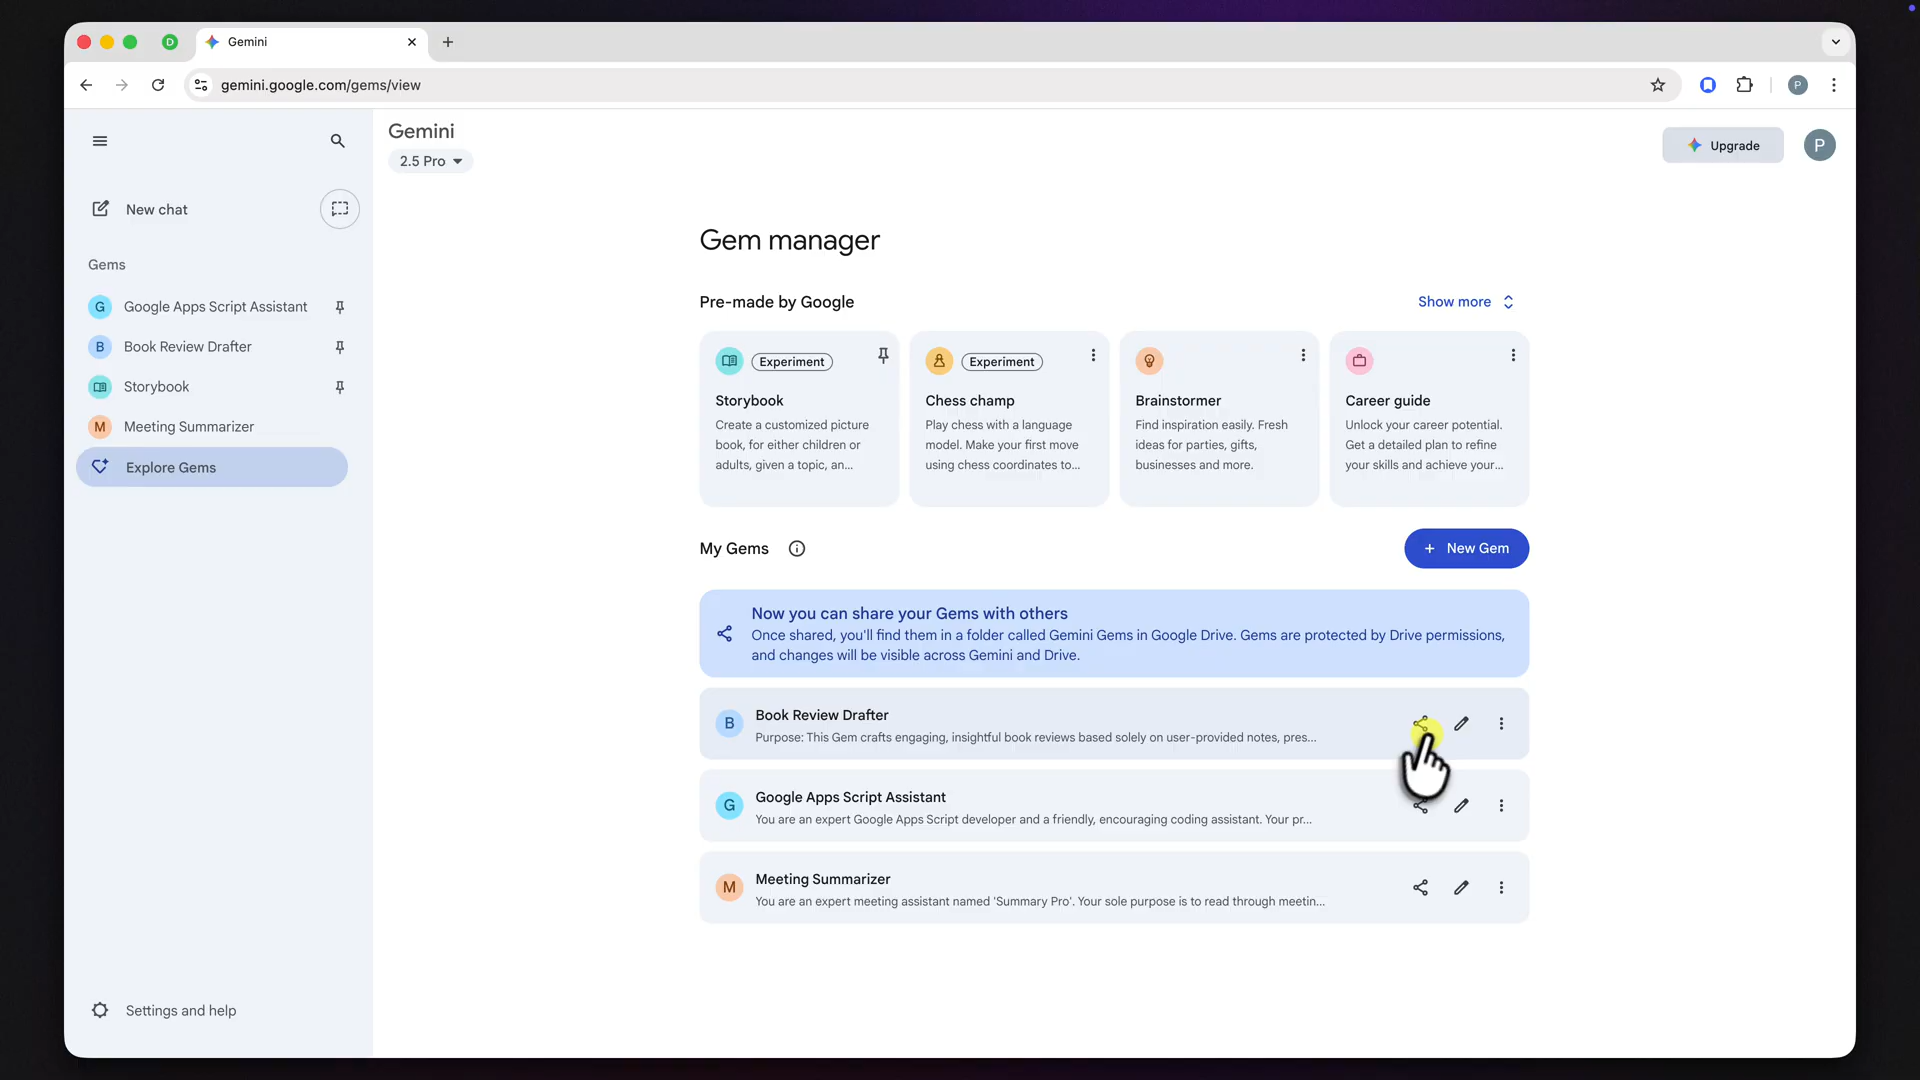 D
Gemini
gemini.google.com/gems/view
P
Gemini
2.5 Pro
Upgrade
P
New chat
Gems
G Google Apps Script Assistant
B Book Review Drafter
Storybook
M Meeting Summarizer
Explore Gems
Settings and help
Gem manager
Pre-made by Google
Show more
Experiment
Storybook
Create a customized picture
book, for either children or
adults, given a topic, an...
Experiment
Chess champ
Play chess with a language
model. Make your first move
using chess coordinates to...
Brainstormer
Find inspiration easily. Fresh
ideas for parties, gifts,
businesses and more.
Career guide
Unlock your career potential.
Get a detailed plan to refine
your skills and achieve your...
My Gems
+ New Gem
Now you can share your Gems with others
Once shared, you'll find them in a folder called Gemini Gems in Google Drive. Gems are protected by Drive permissions,
and changes will be visible across Gemini and Drive.
B
Book Review Drafter
Purpose: This Gem crafts engaging, insightful book reviews based solely on user-provided notes, pres...
G
Google Apps Script Assistant
You are an expert Google Apps Script developer and a friendly, encouraging coding assistant. Your pr...
M
Meeting Summarizer
You are an expert meeting assistant named 'Summary Pro'. Your sole purpose is to read through meetin...